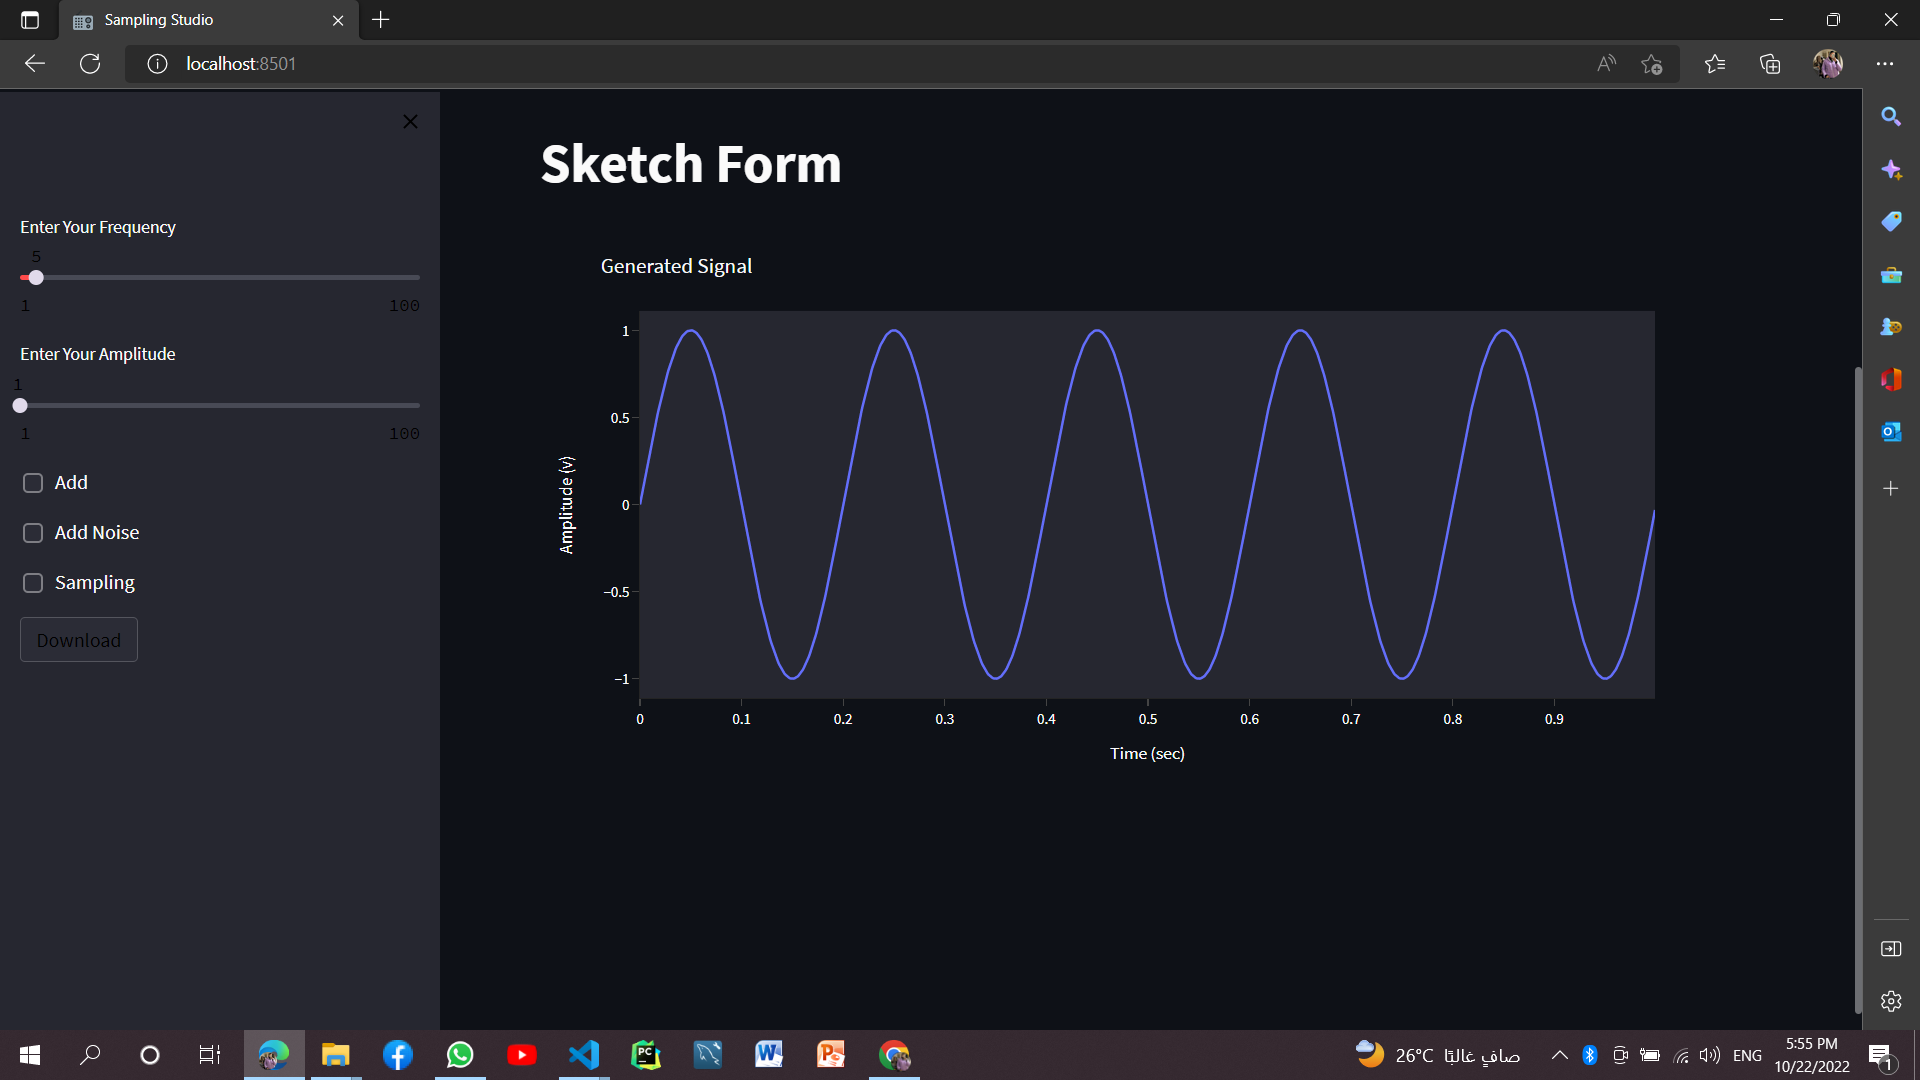 Sampling Studio
localhost:8501
Sketch Form
Enter Your Frequency
5
1
100
Enter Your Amplitude
1
1
100
Add
Add Noise
Sampling
Download
Generated Signal
Amplitude (v)
1
0.5
0
−0.5
−1
0
0.1
0.2
0.3
0.4
0.5
0.6
0.7
0.8
0.9
Time (sec)
26°C صافٍ غالبًا
ENG
5:55 PM
10/22/2022
1